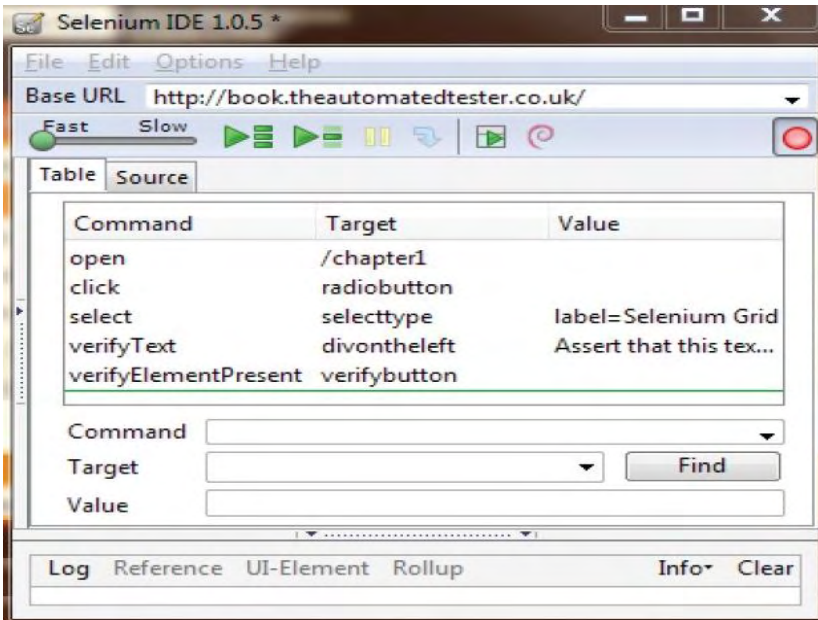 Selenium IDE 1.0.5 *
File Edit Options Help
Base URL http://book.theautomatedtester.co.uk/
Fast Slow
Table Source
Command Target Value
open /chapter1
click radiobutton
select selecttype label=Selenium Grid
verifyText divontheleft Assert that this tex...
verifyElementPresent verifybutton
Command
Target Find
Value
Log Reference UI-Element Rollup Info Clear